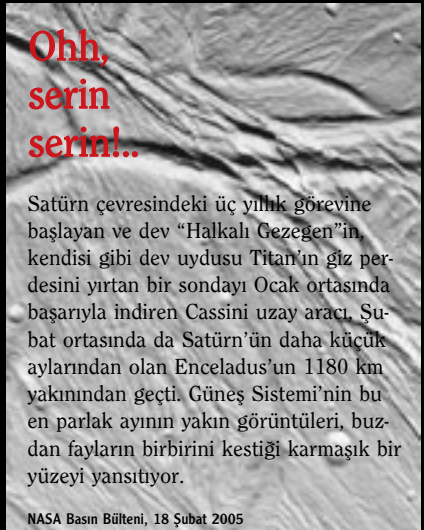 Ohh,
serin
serin!..
Satürn çevresindeki üç yıllık görevine
başlayan ve dev “Halkalı Gezegen”in,
kendisi gibi dev uydusu Titan’ın giz per-
desini yırtan bir sondayı Ocak ortasında
başarıyla indiren Cassini uzay aracı, Şu-
bat ortasında da Satürn’ün daha küçük
aylarından olan Enceladus’un 1180 km
yakınından geçti. Güneş Sistemi’nin bu
en parlak ayının yakın görüntüleri, buz-
dan fayların birbirini kestiği karmaşık bir
yüzeyi yansıtıyor.
NASA Basın Bülteni, 18 Şubat 2005